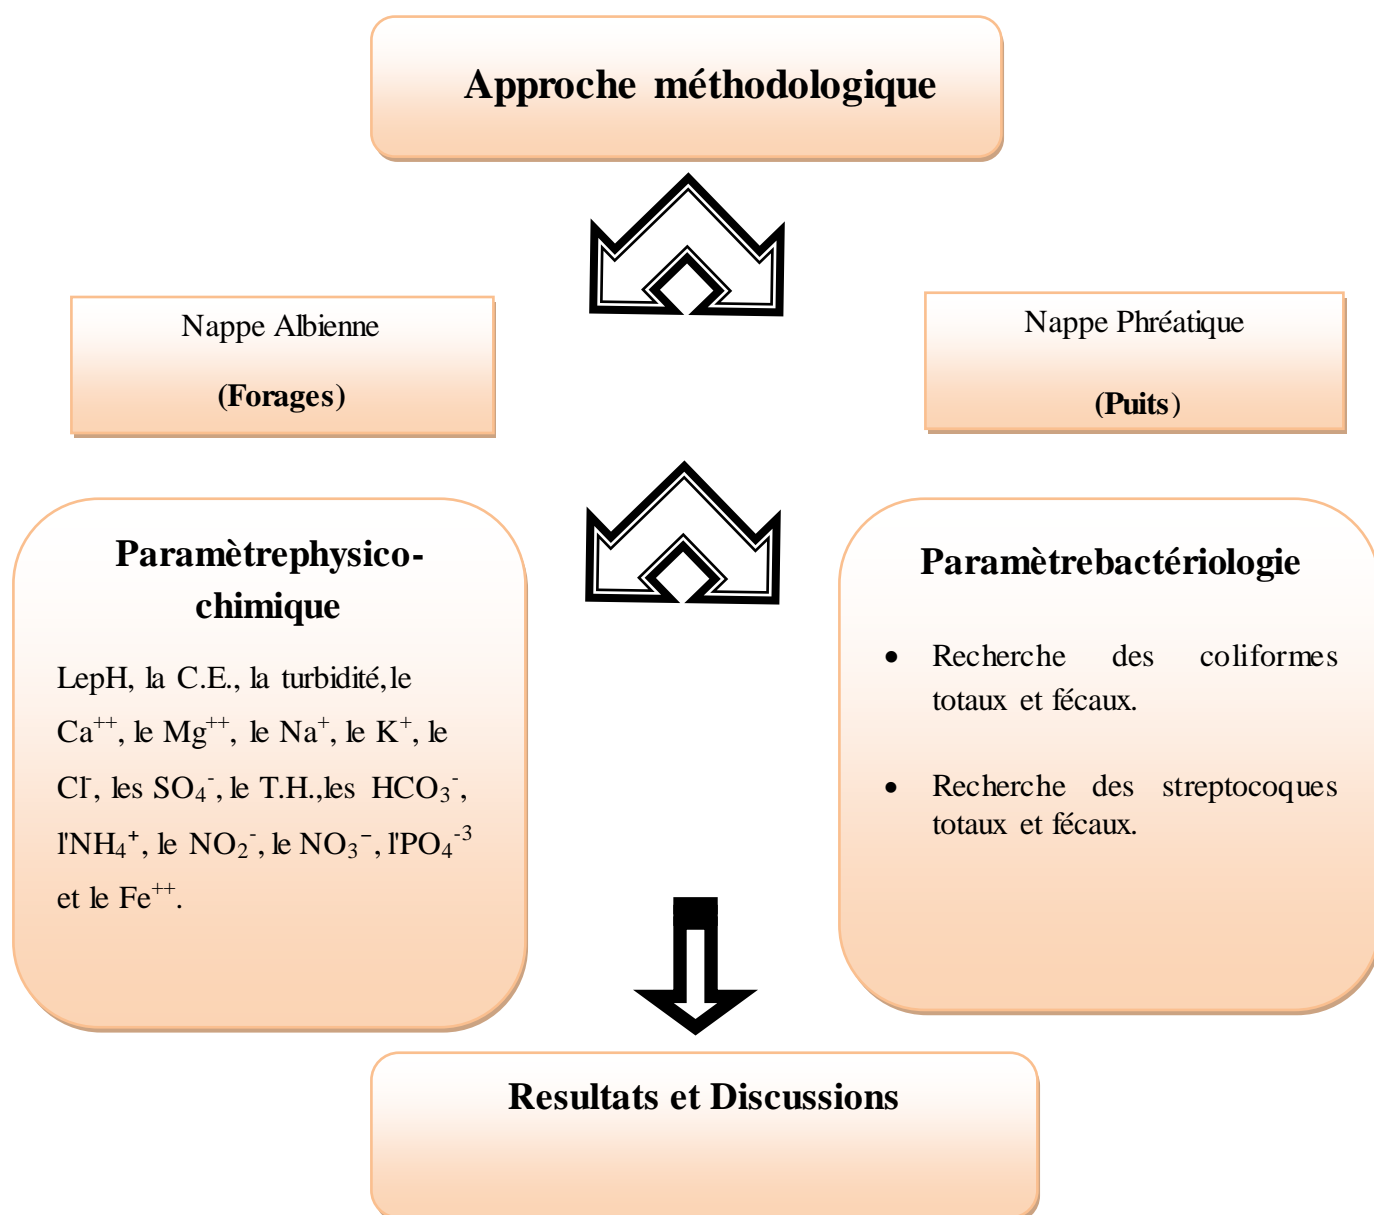 Approche méthodologique
Nappe Albienne
(Forages)
Nappe Phréatique
(Puits)
Paramètrephysico-
chimique
LepH, la C.E., la turbidité,le
Ca⁺⁺, le Mg⁺⁺, le Na⁺, le K⁺, le
Cl⁻, les SO₄⁻, le T.H.,les HCO₃⁻,
l'NH₄⁺, le NO₂⁻, le NO₃⁻, l'PO₄⁻³
et le Fe⁺⁺.
Paramètrebactériologie
• Recherche des coliformes
totaux et fécaux.
• Recherche des streptocoques
totaux et fécaux.
Resultats et Discussions